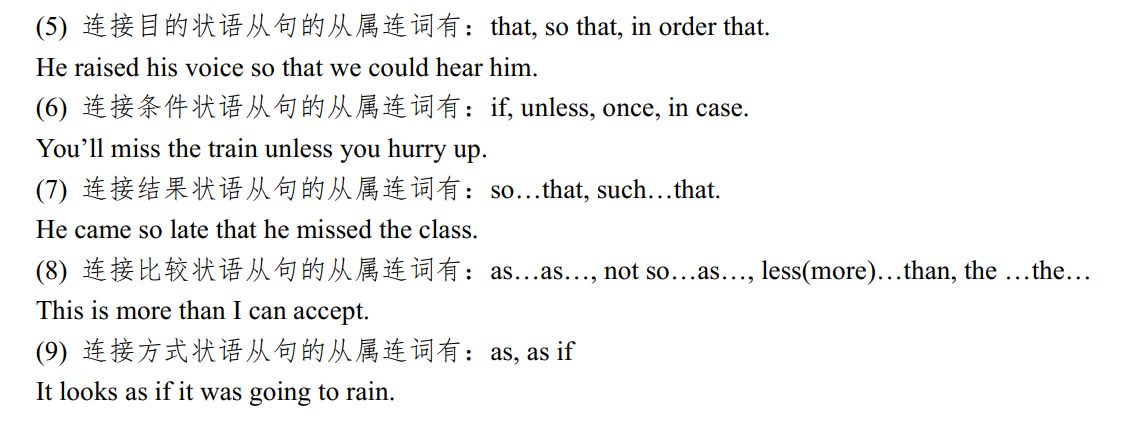 (5) 连接目的状语从句的从属连词有：that, so that, in order that.
He raised his voice so that we could hear him.
(6) 连接条件状语从句的从属连词有：if, unless, once, in case.
You’ll miss the train unless you hurry up.
(7) 连接结果状语从句的从属连词有：so…that, such…that.
He came so late that he missed the class.
(8) 连接比较状语从句的从属连词有：as…as…, not so…as…, less(more)…than, the …the…
This is more than I can accept.
(9) 连接方式状语从句的从属连词有：as, as if
It looks as if it was going to rain.